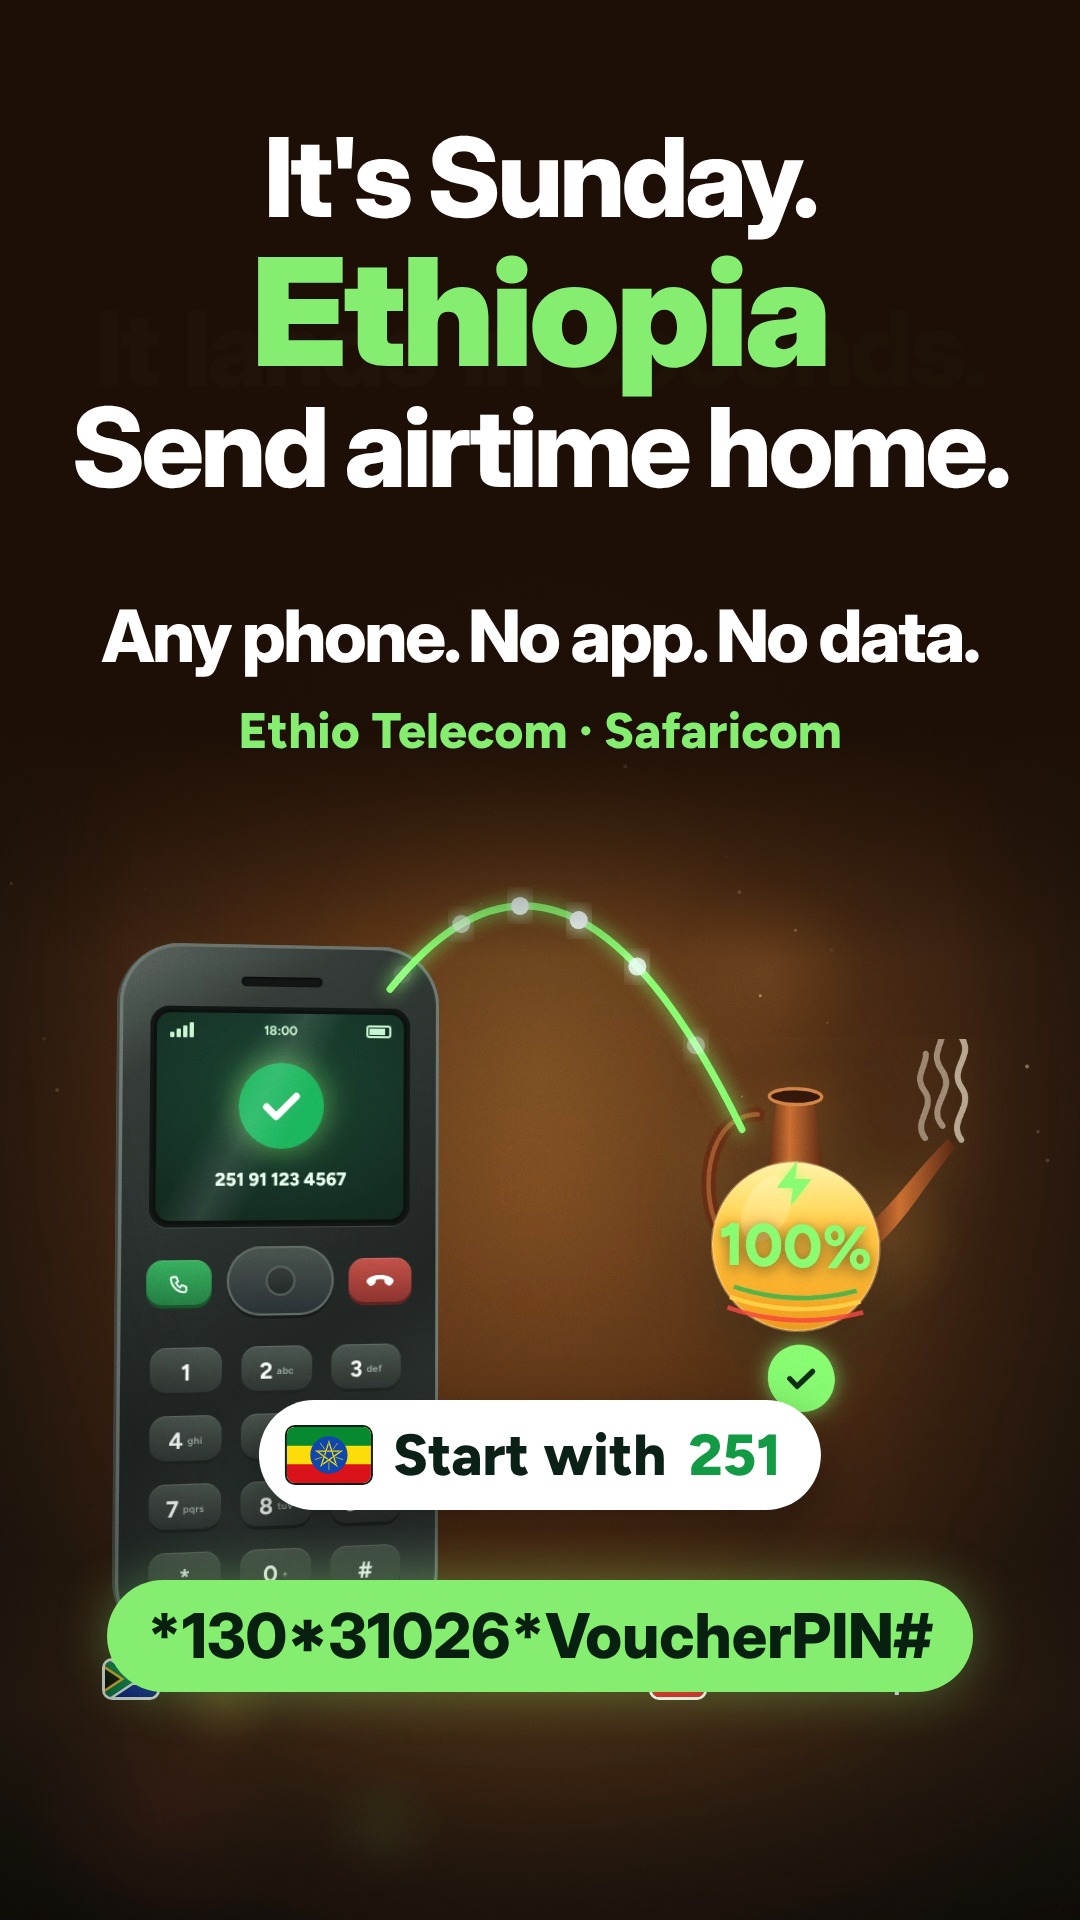 It's Sunday.
Ethiopia
Send airtime home.
Any phone. No app. No data.
Ethio Telecom · Safaricom
18:00
251 91 123 4567
100%
1
2 abc
3 def
4 ghi
7 pqrs
8 tuv
* 0 + #
Start with 251
*130*31026*VoucherPIN#